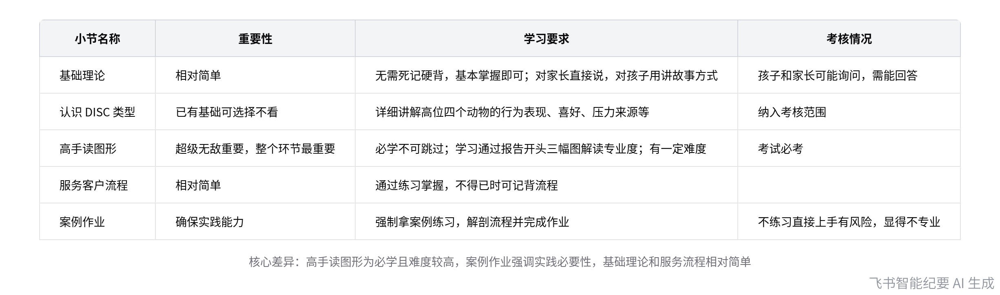 小节名称 重要性 学习要求 考核情况
基础理论 相对简单 无需死记硬背，基本掌握即可；对家长直接说，对孩子用讲故事方式 孩子和家长可能询问，需能回答
认识 DISC 类型 已有基础可选择不看 详细讲解高位四个动物的行为表现、喜好、压力来源等 纳入考核范围
高手读图形 超级无敌重要，整个环节最重要 必学不可跳过；学习通过报告开头三幅图解读专业度；有一定难度 考试必考
服务客户流程 相对简单 通过练习掌握，不得已时可记背流程
案例作业 确保实践能力 强制拿案例练习，解剖流程并完成作业 不练习直接上手有风险，显得不专业
核心差异：高手读图形为必学且难度较高，案例作业强调实践必要性，基础理论和服务流程相对简单
飞书智能纪要 AI 生成